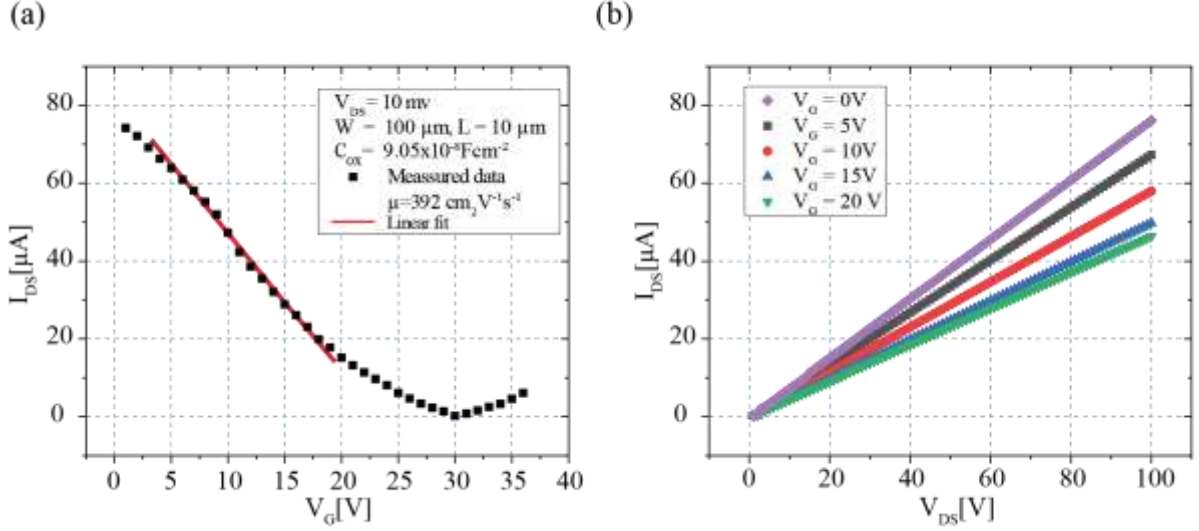 (a)
80
60
40
20
0
I_DS[μA]
V_DS = 10 mv
W = 100 μm, L = 10 μm
C_OX = 9.05x10⁻⁸Fcm⁻²
Meassured data
μ=392 cm₂V⁻¹s⁻¹
Linear fit
0 5 10 15 20 25 30 35 40
V_G[V]
(b)
80
60
40
20
0
I_DS[μA]
V_G = 0V
V_G = 5V
V_G = 10V
V_G = 15V
V_G = 20 V
0 20 40 60 80 100
V_DS[V]